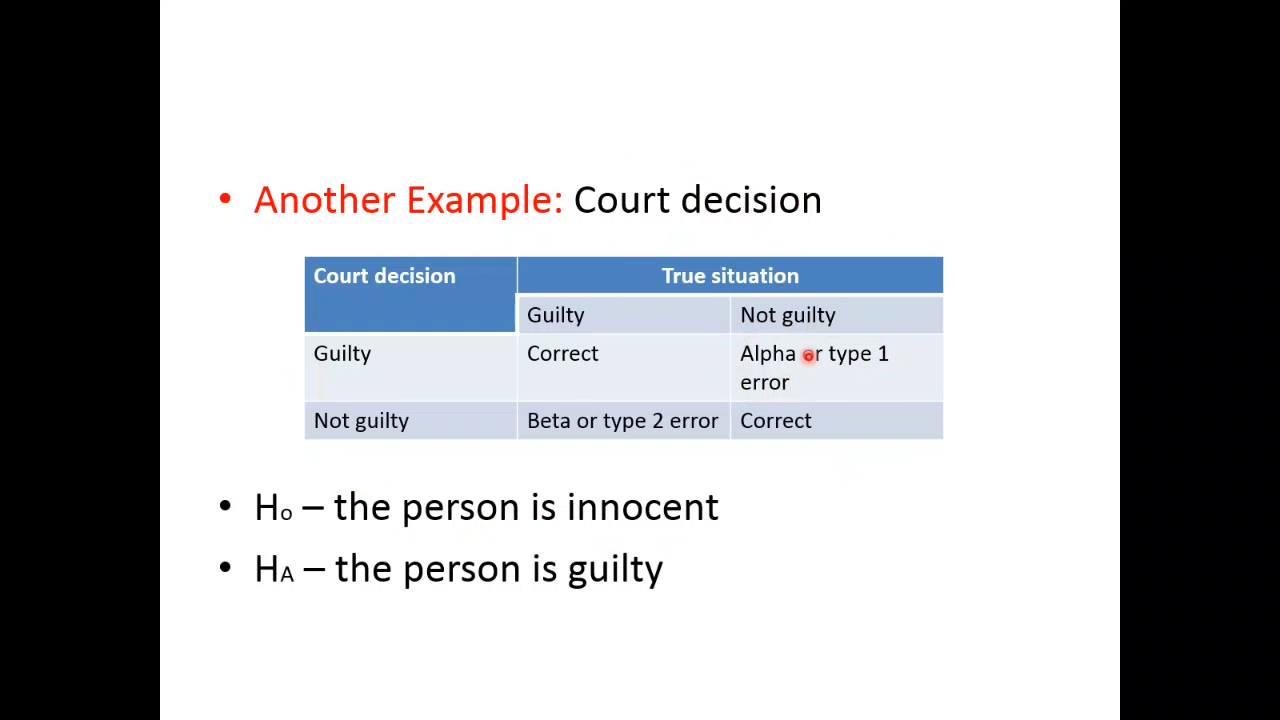 • Another Example: Court decision
Court decision True situation
Guilty Not guilty
Guilty Correct Alpha or type 1
error
Not guilty Beta or type 2 error Correct
• Ho – the person is innocent
• HA – the person is guilty